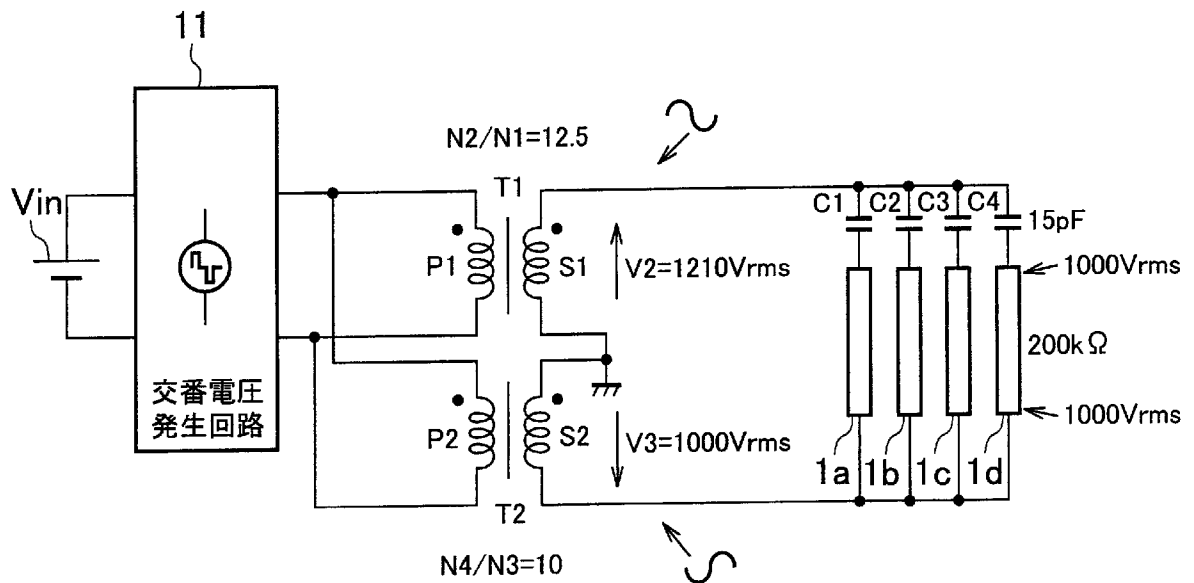 11
N2/N1=12.5
Vin
T1
C1 C2 C3 C4
15pF
P1 S1
V2=1210Vrms
1000Vrms
200kΩ
交番電圧
発生回路
P2 S2
V3=1000Vrms
1000Vrms
1a 1b 1c 1d
T2
N4/N3=10